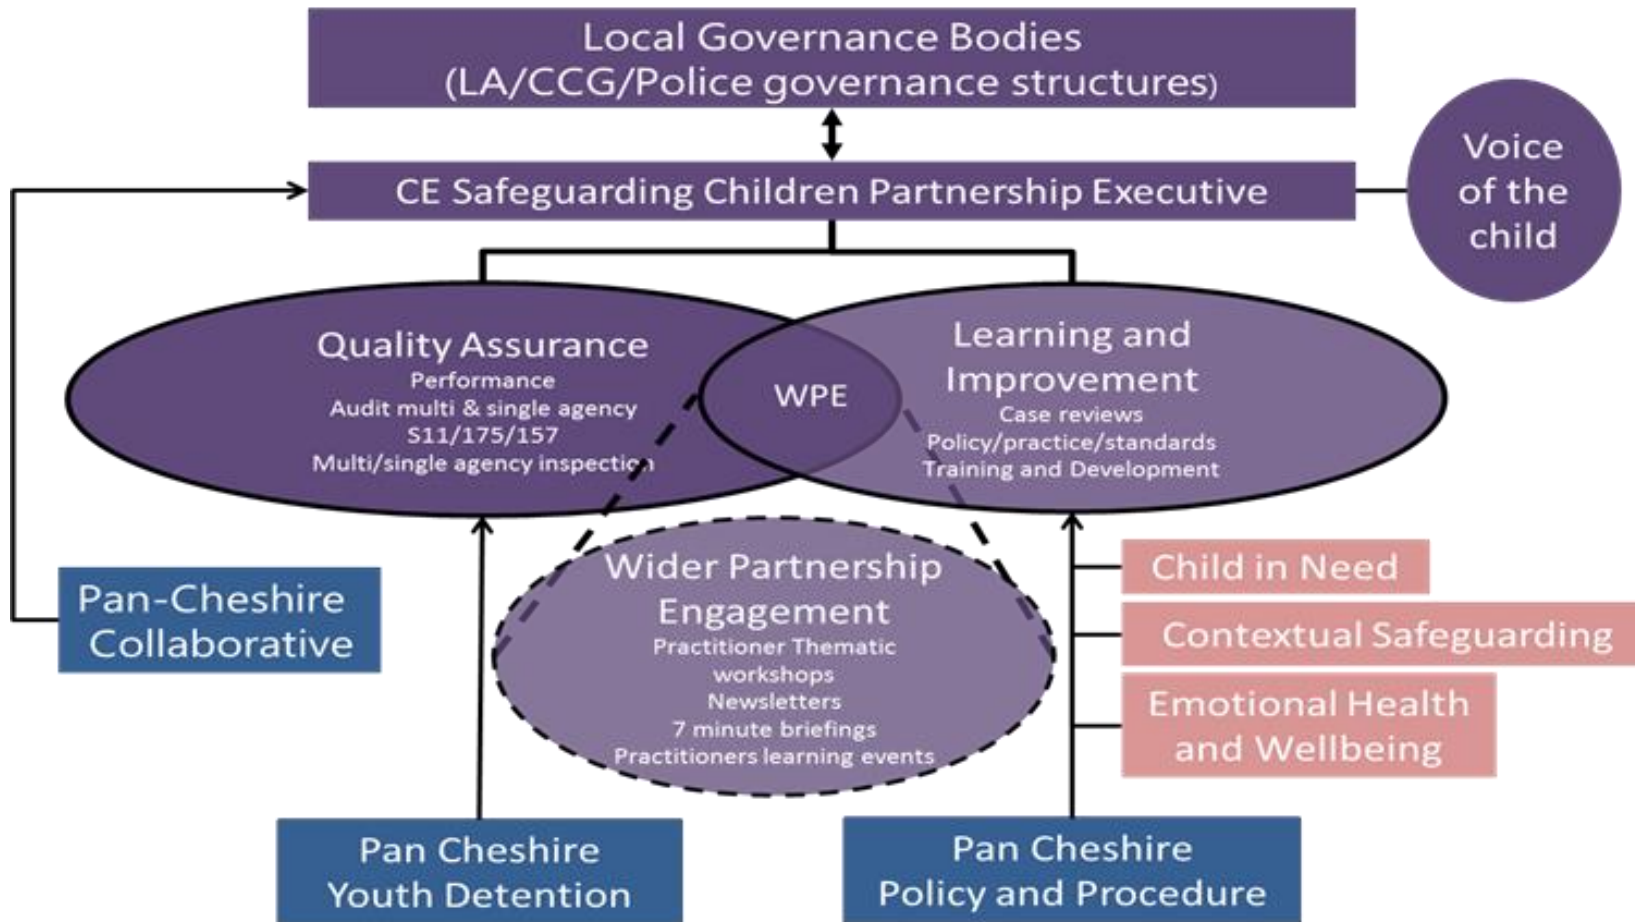 Local Governance Bodies
(LA/CCG/Police governance structures)
CE Safeguarding Children Partnership Executive
Voice
of the
child
Quality Assurance
Performance
Audit multi & single agency
S11/175/157
Multi/single agency inspection
WPE
Learning and
Improvement
Case reviews
Policy/practice/standards
Training and Development
Wider Partnership
Engagement
Practitioner Thematic
workshops
Newsletters
7 minute briefings
Practitioners learning events
Pan-Cheshire
Collaborative
Child in Need
Contextual Safeguarding
Emotional Health
and Wellbeing
Pan Cheshire
Youth Detention
Pan Cheshire
Policy and Procedure